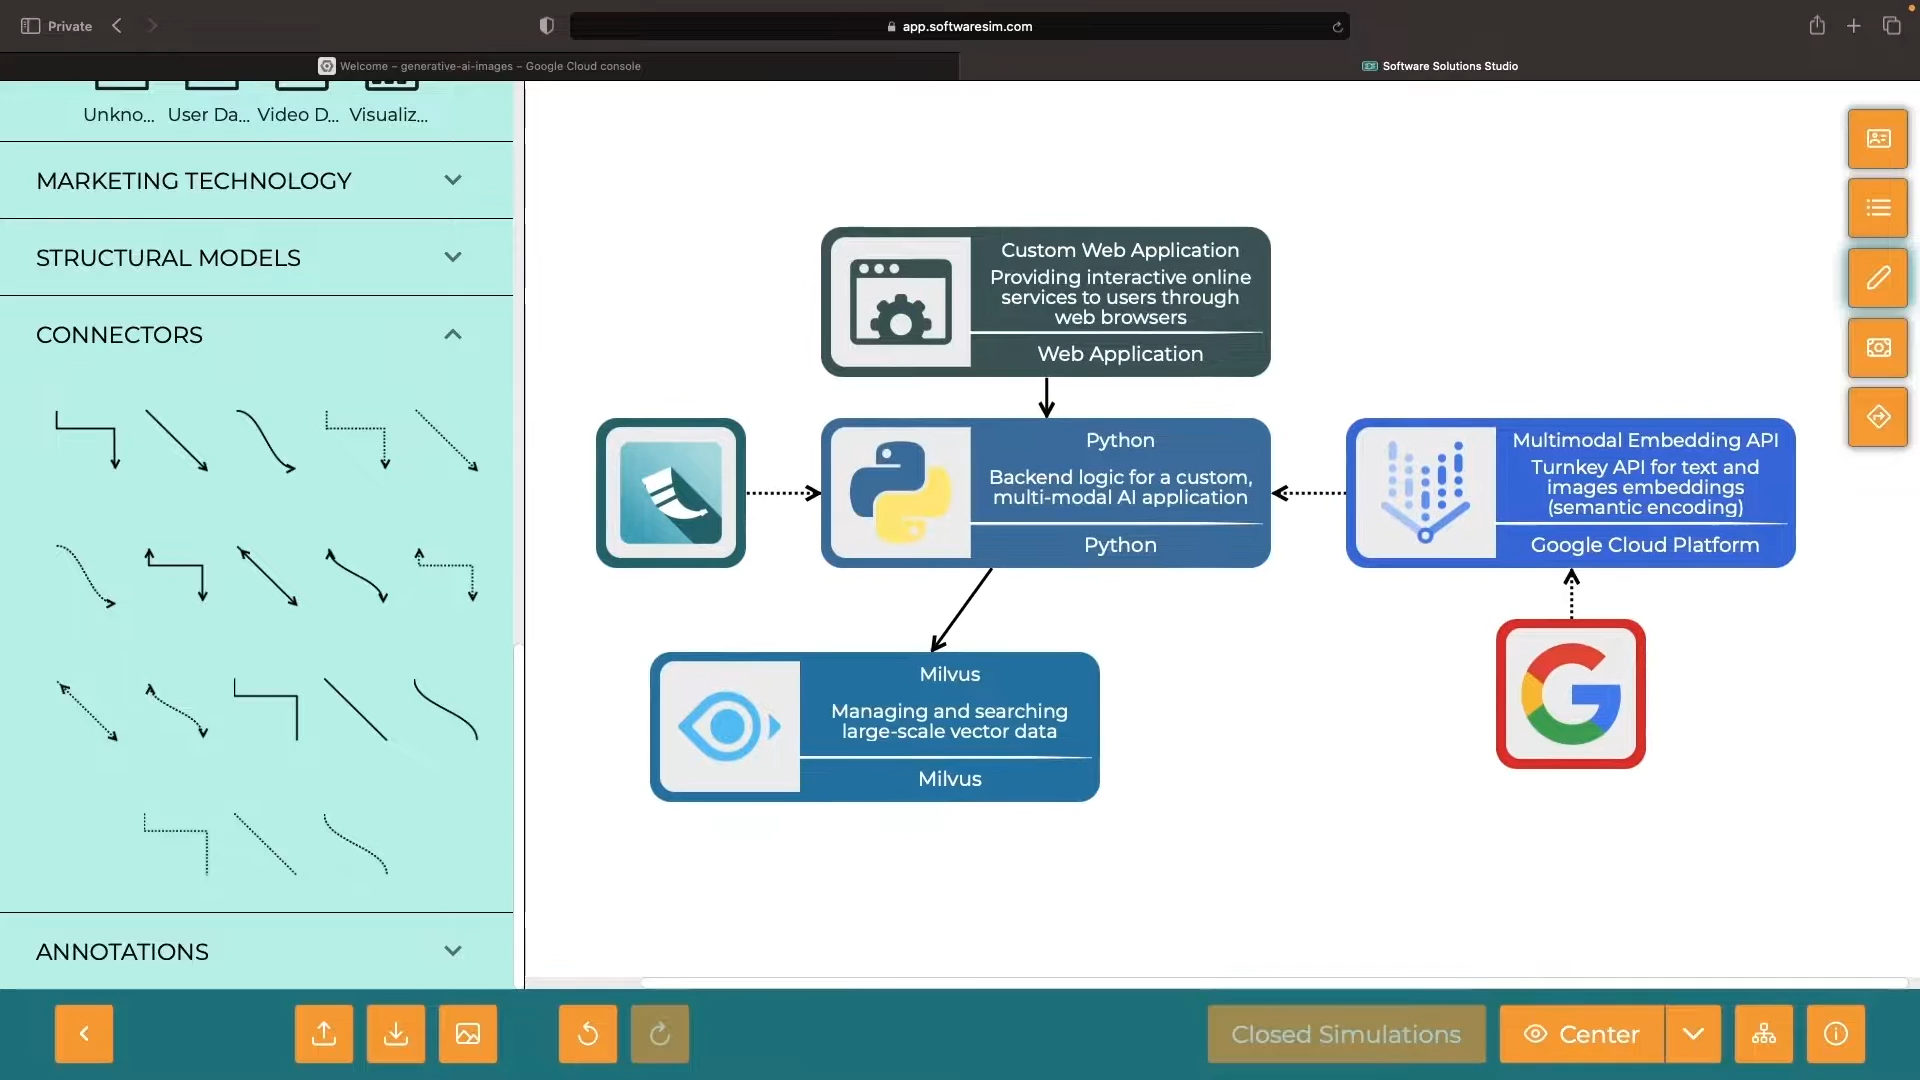 Private
app.softwaresim.com
Welcome – generative-ai-images – Google Cloud console
Software Solutions Studio
Unkno... User Da... Video D... Visualiz...
MARKETING TECHNOLOGY
STRUCTURAL MODELS
CONNECTORS
ANNOTATIONS
Custom Web Application
Providing interactive online
services to users through
web browsers
Web Application
Python
Backend logic for a custom,
multi-modal AI application
Python
Multimodal Embedding API
Turnkey API for text and
images embeddings
(semantic encoding)
Google Cloud Platform
Milvus
Managing and searching
large-scale vector data
Milvus
Closed Simulations
Center